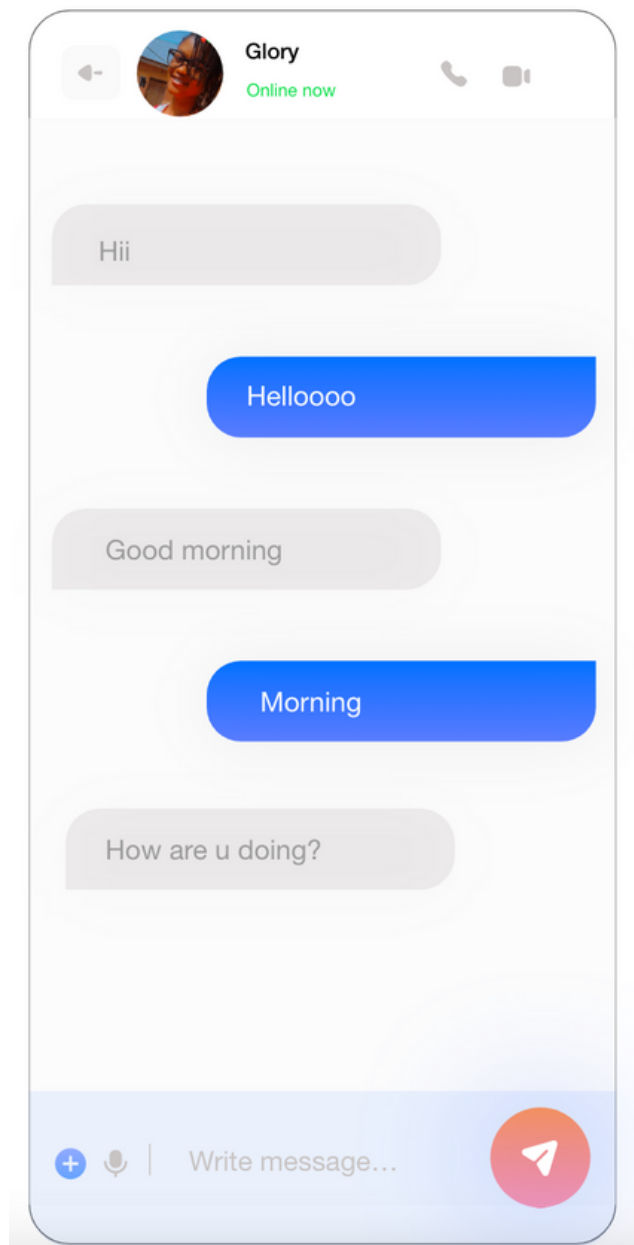 Glory
Online now
Hii
Helloooo
Good morning
Morning
How are u doing?
Write message...